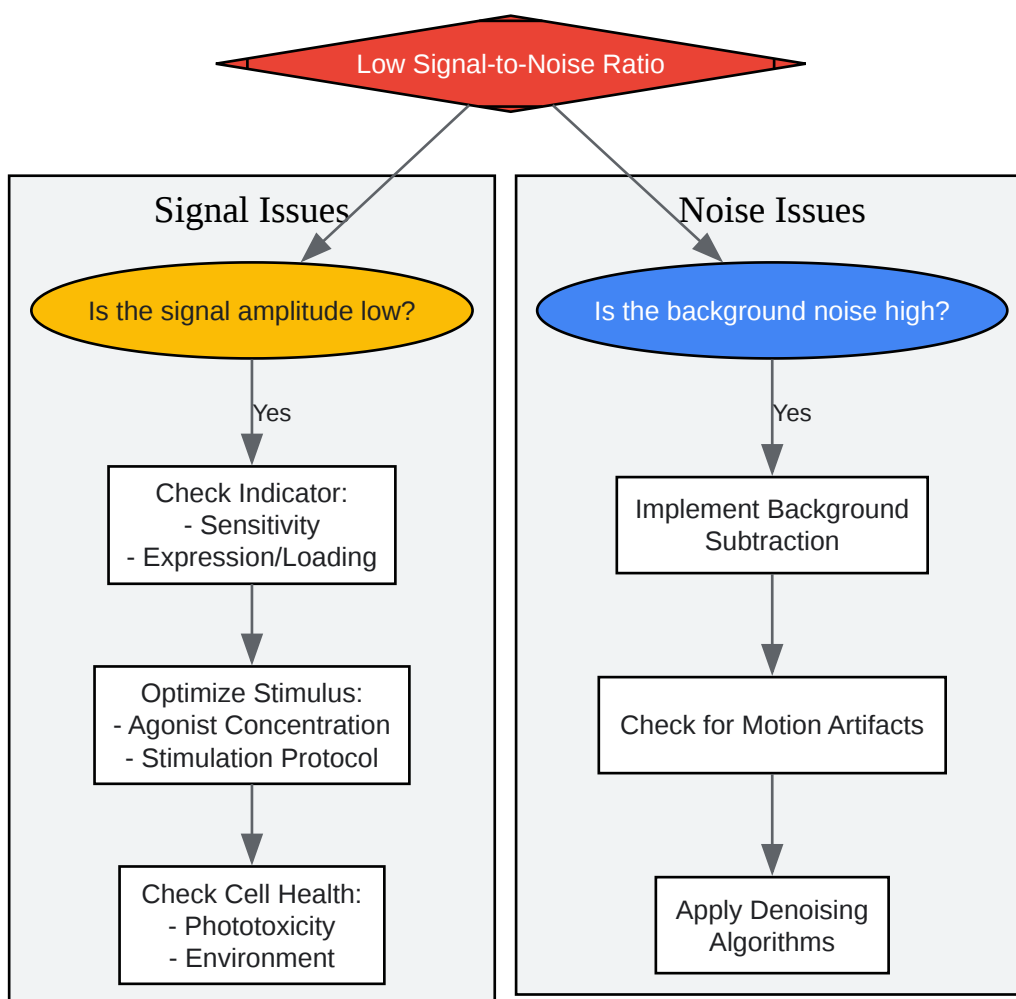 Low Signal-to-Noise Ratio
Signal Issues
Is the signal amplitude low?
Yes
Check Indicator:
- Sensitivity
- Expression/Loading
Optimize Stimulus:
- Agonist Concentration
- Stimulation Protocol
Check Cell Health:
- Phototoxicity
- Environment
Noise Issues
Is the background noise high?
Yes
Implement Background
Subtraction
Check for Motion Artifacts
Apply Denoising
Algorithms